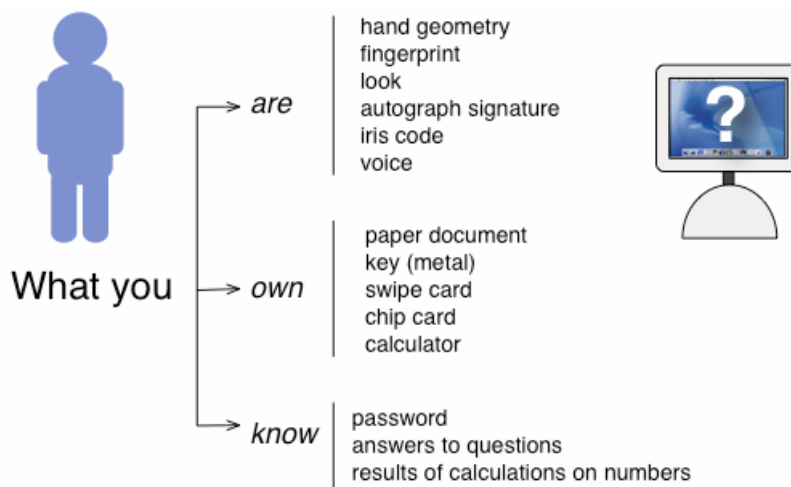 hand geometry
fingerprint
look
are
autograph signature
iris code
voice
?
paper document
key (metal)
What you
own
swipe card
chip card
calculator
know
password
answers to questions
results of calculations on numbers